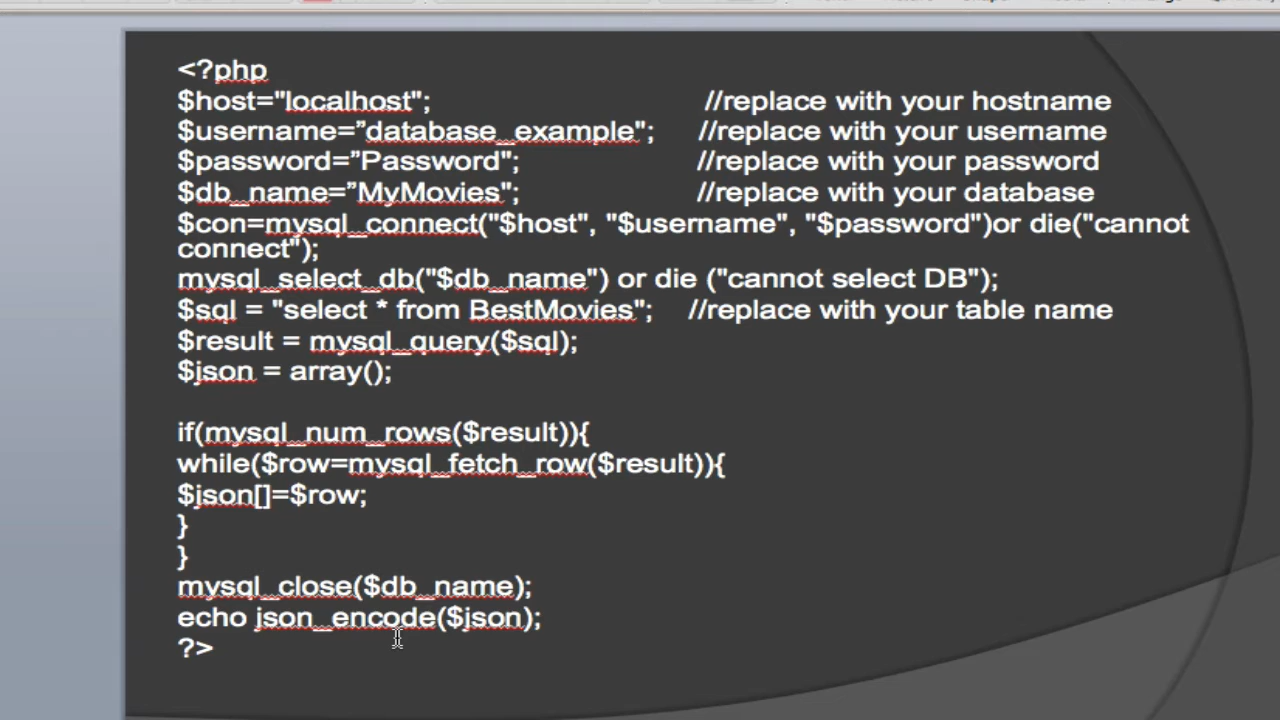 <?php
$host="localhost"; //replace with your hostname
$username=”database_example"; //replace with your username
$password=”Password"; //replace with your password
$db_name=”MyMovies"; //replace with your database
$con=mysql_connect("$host", "$username", "$password")or die("cannot
connect");
mysql_select_db("$db_name") or die ("cannot select DB");
$sql = "select * from BestMovies"; //replace with your table name
$result = mysql_query($sql);
$json = array();
if(mysql_num_rows($result)){
while($row=mysql_fetch_row($result)){
$json[]=$row;
}
}
mysql_close($db_name);
echo json_encode($json);
?>